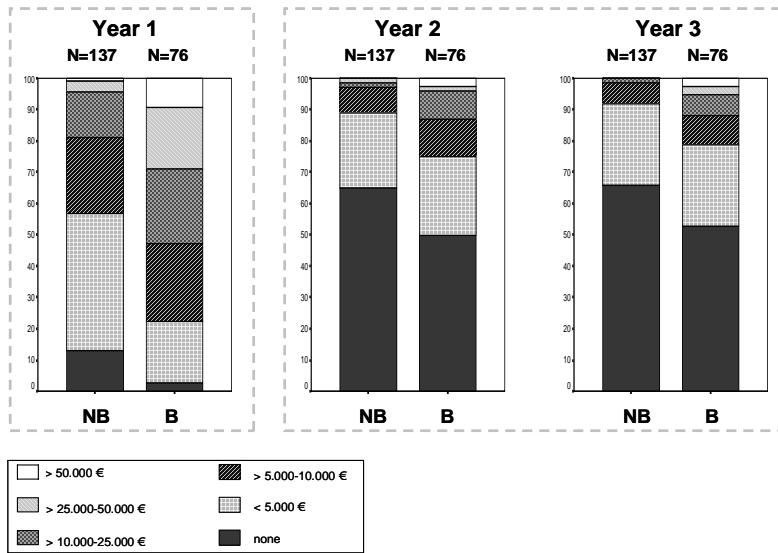 Year 1
Year 2
Year 3
N=137 N=76
N=137 N=76
N=137 N=76
100
90
80
70
60
50
40
30
20
10
0
100
90
80
70
60
50
40
30
20
10
0
100
90
80
70
60
50
40
30
20
10
0
NB B
NB B
NB B
> 50.000 €
> 25.000-50.000 €
> 10.000-25.000 €
> 5.000-10.000 €
< 5.000 €
none